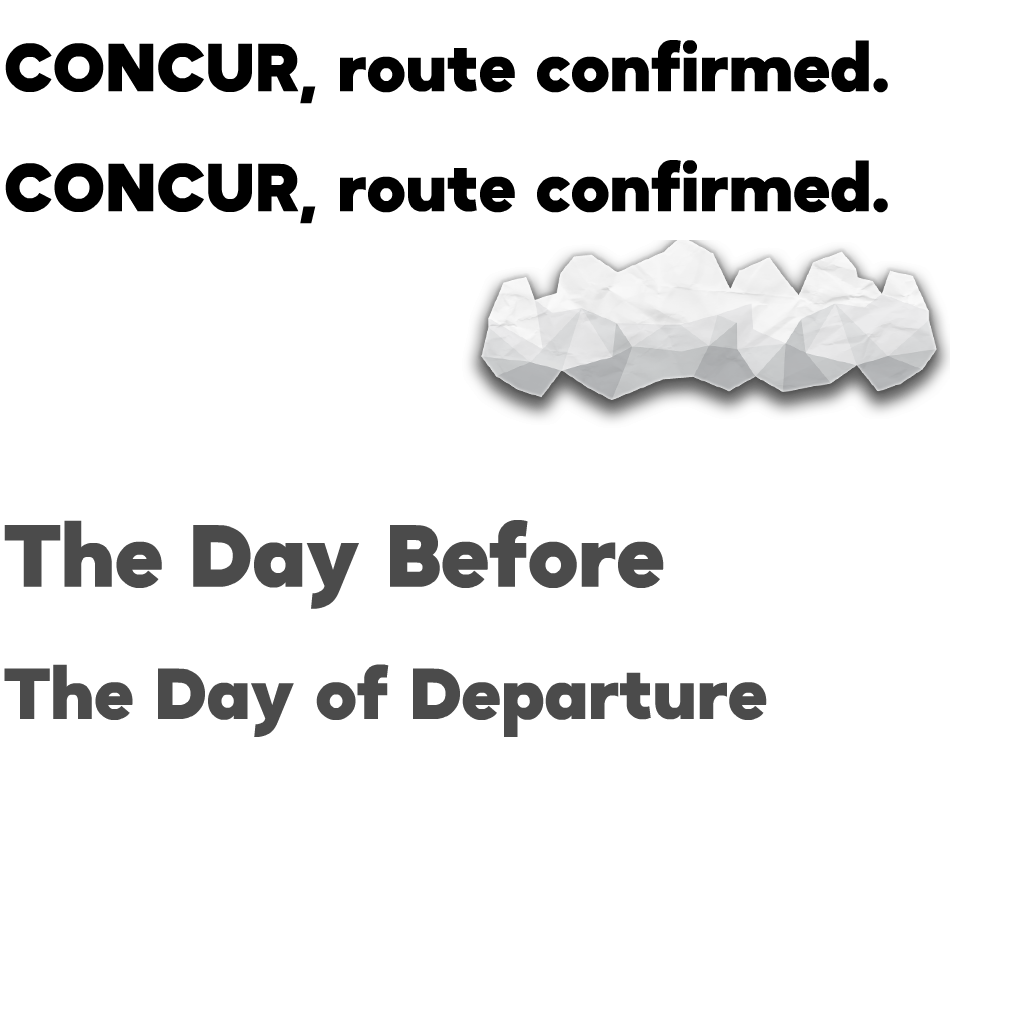 CONCUR, route confirmed.
CONCUR, route confirmed.
The Day Before
The Day of Departure